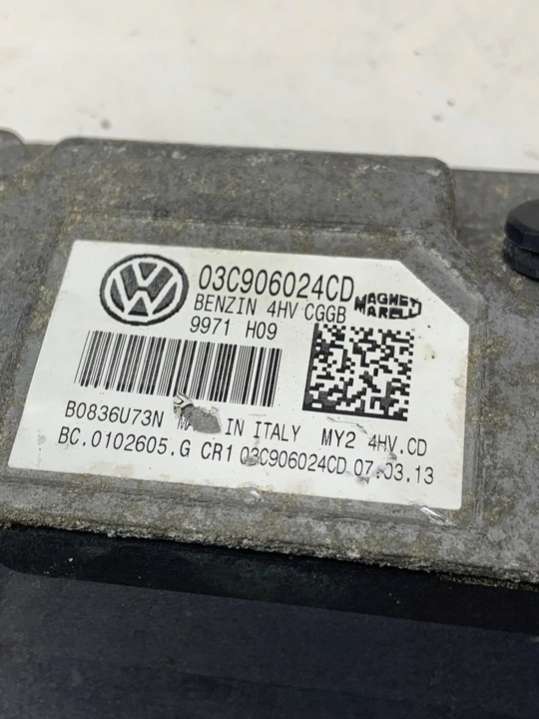 03C906024CD
BENZIN 4HV CGGB
MAGNETI MARELLI
9971 H09
B0836U73N IN ITALY MY2 4HV.CD
BC.0102605.G CR1 03C906024CD 07.03.13